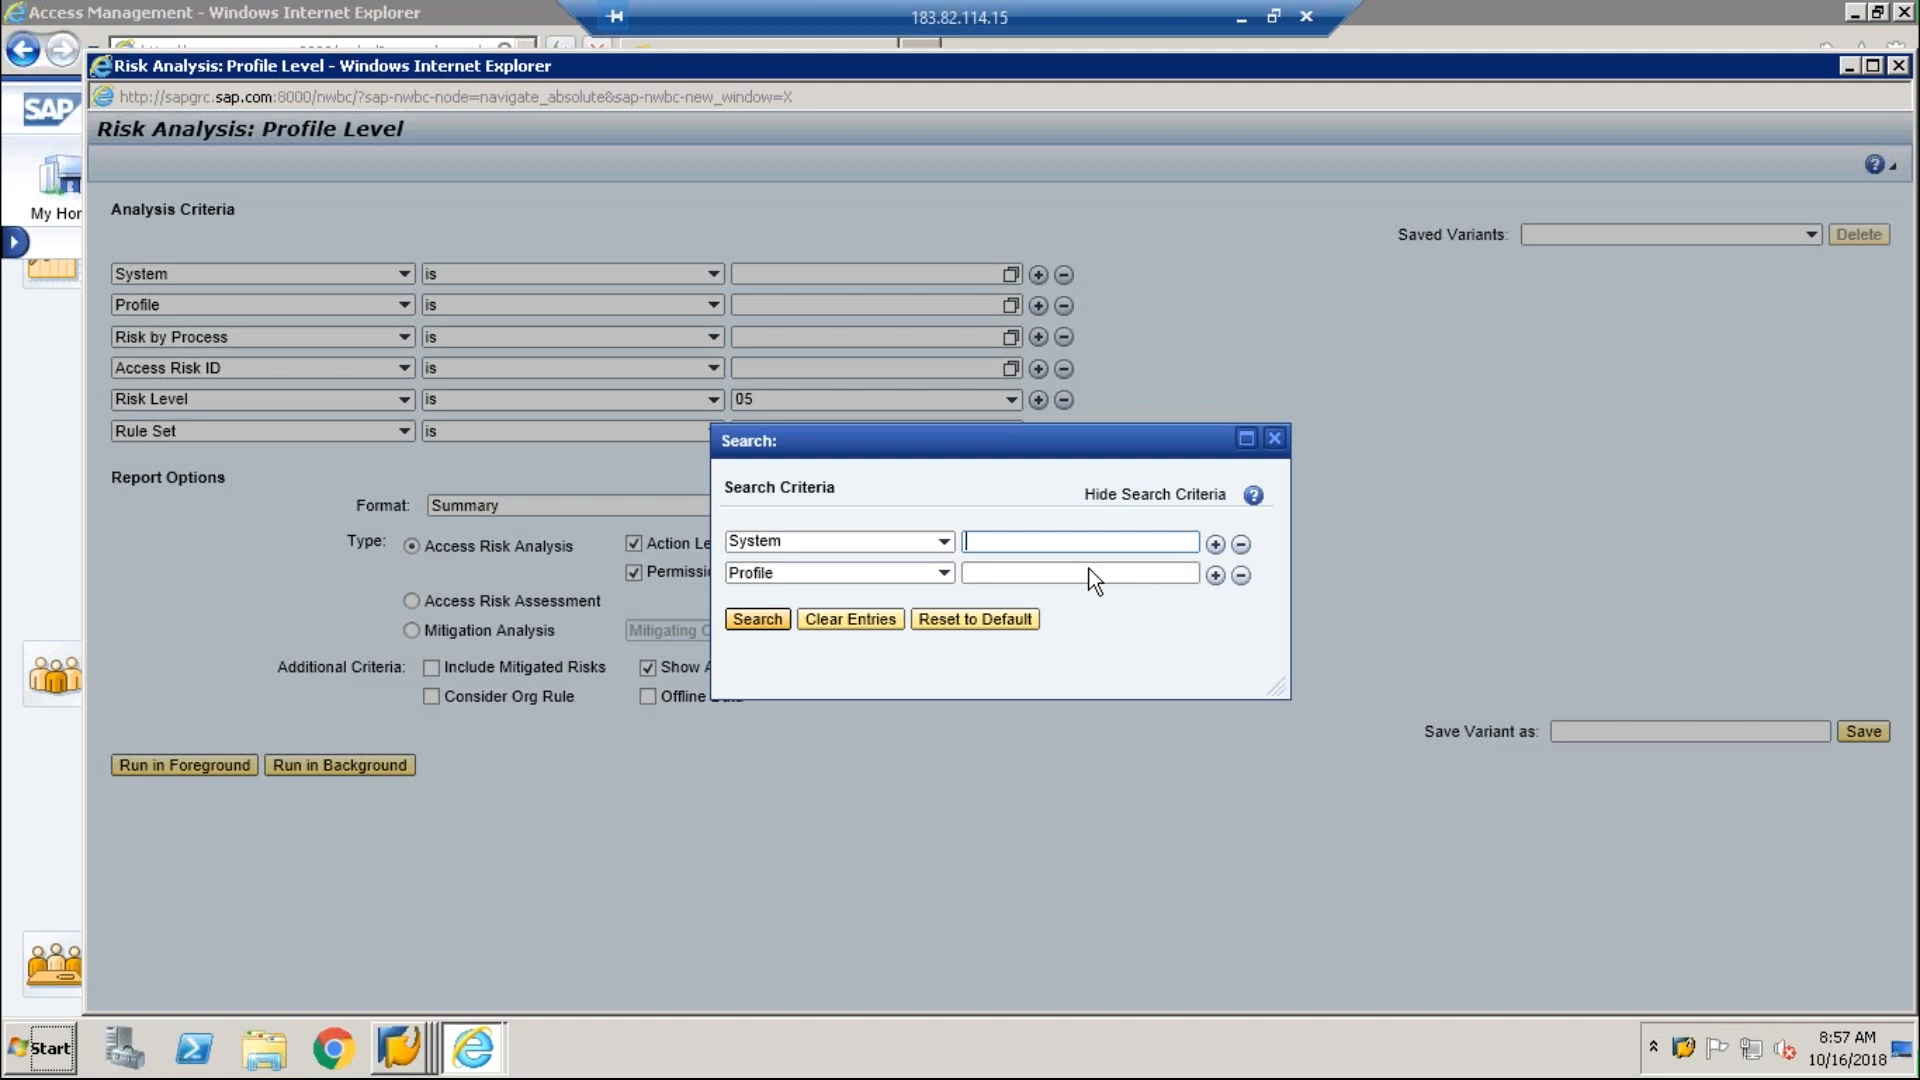 Access Management - Windows Internet Explorer
183.82.114.15
Risk Analysis: Profile Level - Windows Internet Explorer
http://sapgrc.sap.com:8000/nwbc/?sap-nwbc-node=navigate_absolute&sap-nwbc-new_window=X
SAP
Risk Analysis: Profile Level
My Hor
Analysis Criteria
Saved Variants: Delete
System is
Profile is
Risk by Process is
Access Risk ID is
Risk Level is 05
Rule Set is
Search:
Search Criteria
Hide Search Criteria
System
Profile
Search Clear Entries Reset to Default
Report Options
Format: Summary
Type: Access Risk Analysis Action Le
Permissi
Access Risk Assessment
Mitigation Analysis Mitigating
Additional Criteria: Include Mitigated Risks Show
Consider Org Rule Offline
Save Variant as: Save
Run in Foreground Run in Background
Start
8:57 AM
10/16/2018